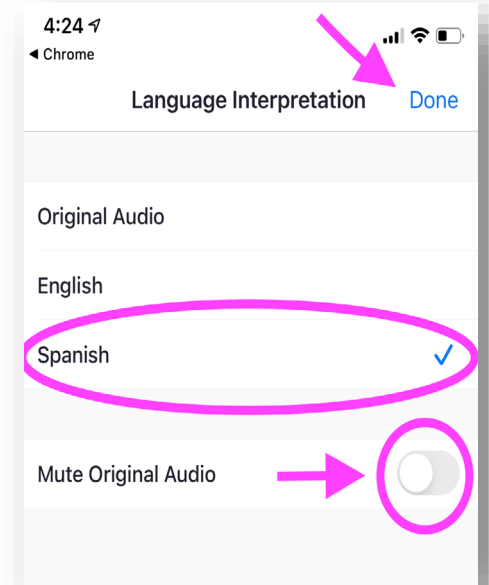 4:24
Chrome
Language Interpretation Done
Original Audio
English
Spanish
Mute Original Audio